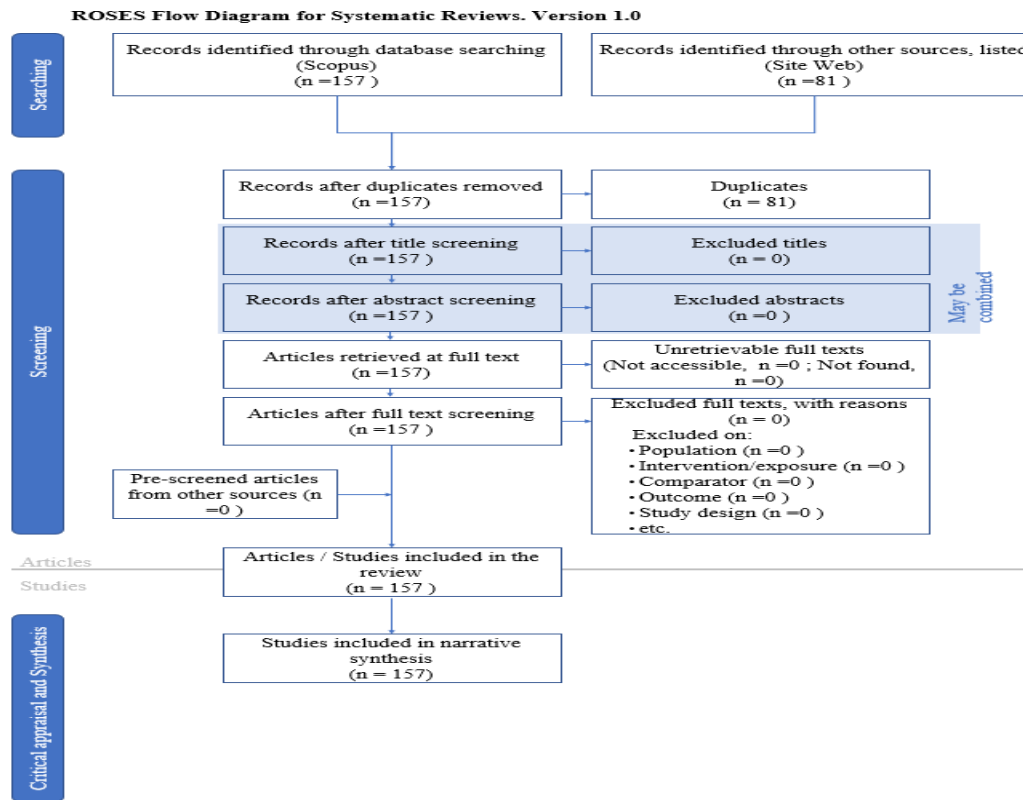 ROSES Flow Diagram for Systematic Reviews. Version 1.0
Searching
Records identified through database searching
(Scopus)
(n =157 )
Records identified through other sources, listed
(Site Web)
(n =81 )
Screening
Records after duplicates removed
(n =157)
Duplicates
(n = 81)
Records after title screening
(n =157 )
Excluded titles
(n = 0)
Records after abstract screening
(n =157 )
Excluded abstracts
(n =0 )
May be
combined
Articles retrieved at full text
(n =157)
Unretrievable full texts
(Not accessible, n =0 ; Not found,
n =0)
Articles after full text screening
(n =157 )
Excluded full texts, with reasons
(n = 0)
Excluded on:
• Population (n =0 )
• Intervention/exposure (n =0 )
• Comparator (n =0 )
• Outcome (n =0 )
• Study design (n =0 )
• etc.
Pre-screened articles
from other sources (n
=0 )
Articles
Studies
Articles / Studies included in the
review
(n = 157 )
Critical appraisal and Synthesis
Studies included in narrative
synthesis
(n = 157)